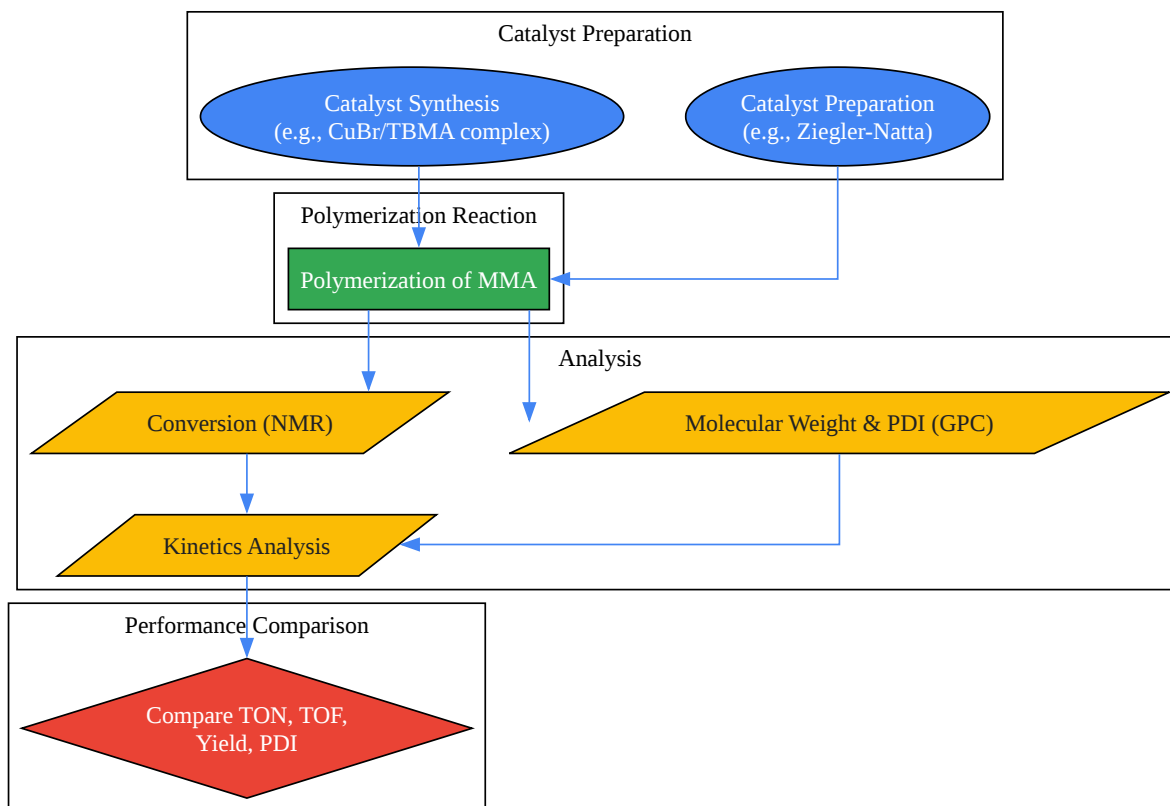 Catalyst Preparation
Catalyst Synthesis
(e.g., CuBr/TBMA complex)
Catalyst Preparation
(e.g., Ziegler-Natta)
Polymerization Reaction
Polymerization of MMA
Analysis
Conversion (NMR)
Molecular Weight & PDI (GPC)
Kinetics Analysis
Performance Comparison
Compare TON, TOF,
Yield, PDI